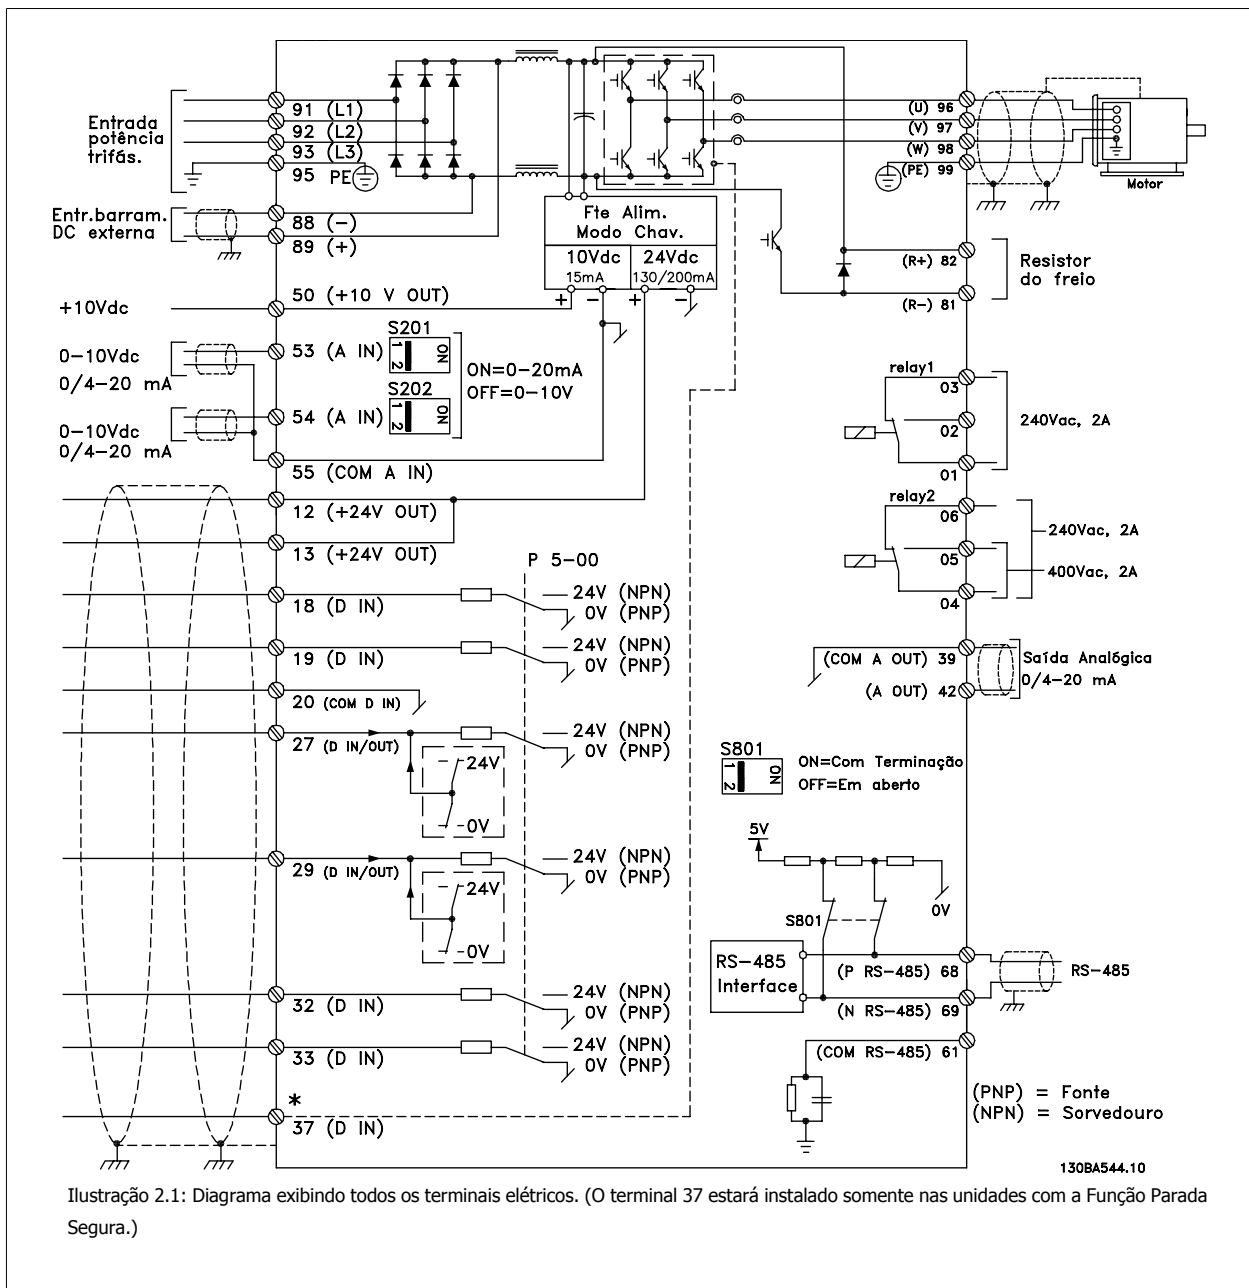 Entrada
potência
trifás.
91 (L1)
92 (L2)
93 (L3)
95 PE
Entr.barram.
DC externa
88 (−)
89 (+)
+10Vdc
50 (+10 V OUT)
0−10Vdc
0/4−20 mA
53 (A IN)
S201
1 2
ON
ON=0−20mA
OFF=0−10V
S202
1 2
ON
0−10Vdc
0/4−20 mA
54 (A IN)
55 (COM A IN)
12 (+24V OUT)
13 (+24V OUT)
P 5-00
18 (D IN)
24V (NPN)
0V (PNP)
19 (D IN)
24V (NPN)
0V (PNP)
20 (COM D IN)
27 (D IN/OUT)
24V (NPN)
0V (PNP)
24V
0V
29 (D IN/OUT)
24V (NPN)
0V (PNP)
24V
0V
32 (D IN)
24V (NPN)
0V (PNP)
33 (D IN)
24V (NPN)
0V (PNP)
*
37 (D IN)
Fte Alim.
Modo Chav.
10Vdc
15mA
24Vdc
130/200mA
+ − + −
(U) 96
(V) 97
(W) 98
(PE) 99
Motor
(R+) 82
Resistor
do freio
(R−) 81
relay1
03
02
01
240Vac, 2A
relay2
06
05
04
240Vac, 2A
400Vac, 2A
(COM A OUT) 39
(A OUT) 42
Saída Analógica
0/4−20 mA
S801
1 2
ON
ON=Com Terminação
OFF=Em aberto
5V
0V
S801
RS−485
Interface
(P RS−485) 68
(N RS−485) 69
RS−485
(COM RS−485) 61
(PNP) = Fonte
(NPN) = Sorvedouro
130BA544.10
Ilustração 2.1: Diagrama exibindo todos os terminais elétricos. (O terminal 37 estará instalado somente nas unidades com a Função Parada
Segura.)